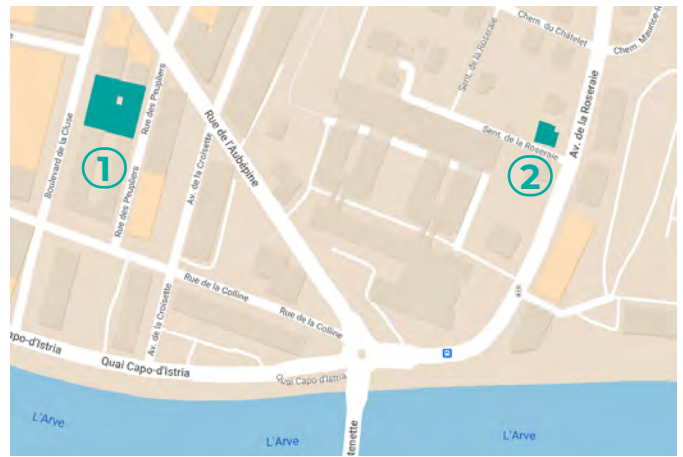 Chem. du Châtelet
Chem. Maurice-R
Sent. de la Roseraie
Av. de la Roseraie
Sent. de la Roseraie
Rue des Peupliers
Rue de l'Aubépine
Boulevard de la Cluse
Av. de la Croisette
1
2
Rue des Peupliers
Rue de la Colline
Rue de la Colline
Av. de la Croisette
apo-d'Istria
Quai Capo-d'Istria
Quai Capo-d'Istria
L'Arve
L'Arve
L'Arve
tenette